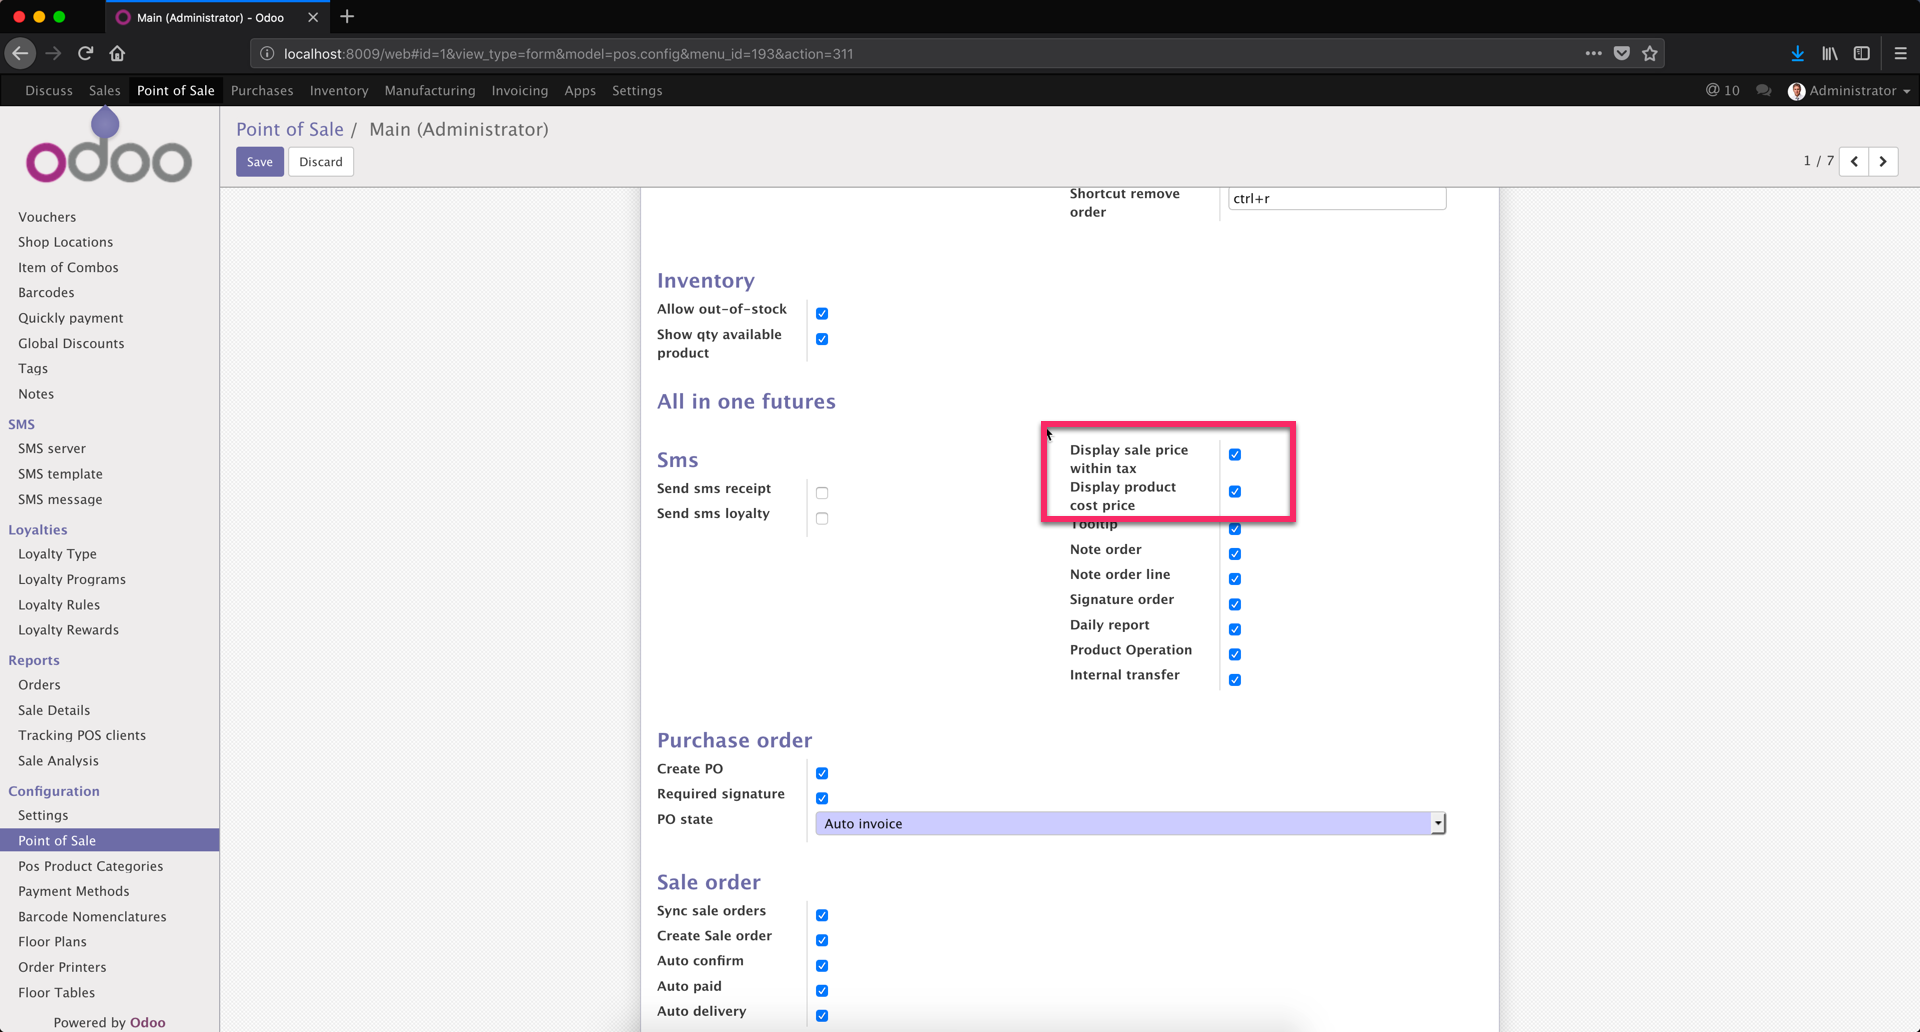 Main (Administrator) - Odoo
localhost:8009/web#id=1&view_type=form&model=pos.config&menu_id=193&action=311
Discuss Sales Point of Sale Purchases Inventory Manufacturing Invoicing Apps Settings
@ 10 Administrator
odoo
Point of Sale / Main (Administrator)
Save Discard
1 / 7
Vouchers
Shop Locations
Item of Combos
Barcodes
Quickly payment
Global Discounts
Tags
Notes
SMS
SMS server
SMS template
SMS message
Loyalties
Loyalty Type
Loyalty Programs
Loyalty Rules
Loyalty Rewards
Reports
Orders
Sale Details
Tracking POS clients
Sale Analysis
Configuration
Settings
Point of Sale
Pos Product Categories
Payment Methods
Barcode Nomenclatures
Floor Plans
Order Printers
Floor Tables
Powered by Odoo
Shortcut remove
order
ctrl+r
Inventory
Allow out-of-stock
Show qty available
product
All in one futures
Sms
Send sms receipt
Send sms loyalty
Display sale price
within tax
Display product
cost price
Tooltip
Note order
Note order line
Signature order
Daily report
Product Operation
Internal transfer
Purchase order
Create PO
Required signature
PO state
Auto invoice
Sale order
Sync sale orders
Create Sale order
Auto confirm
Auto paid
Auto delivery